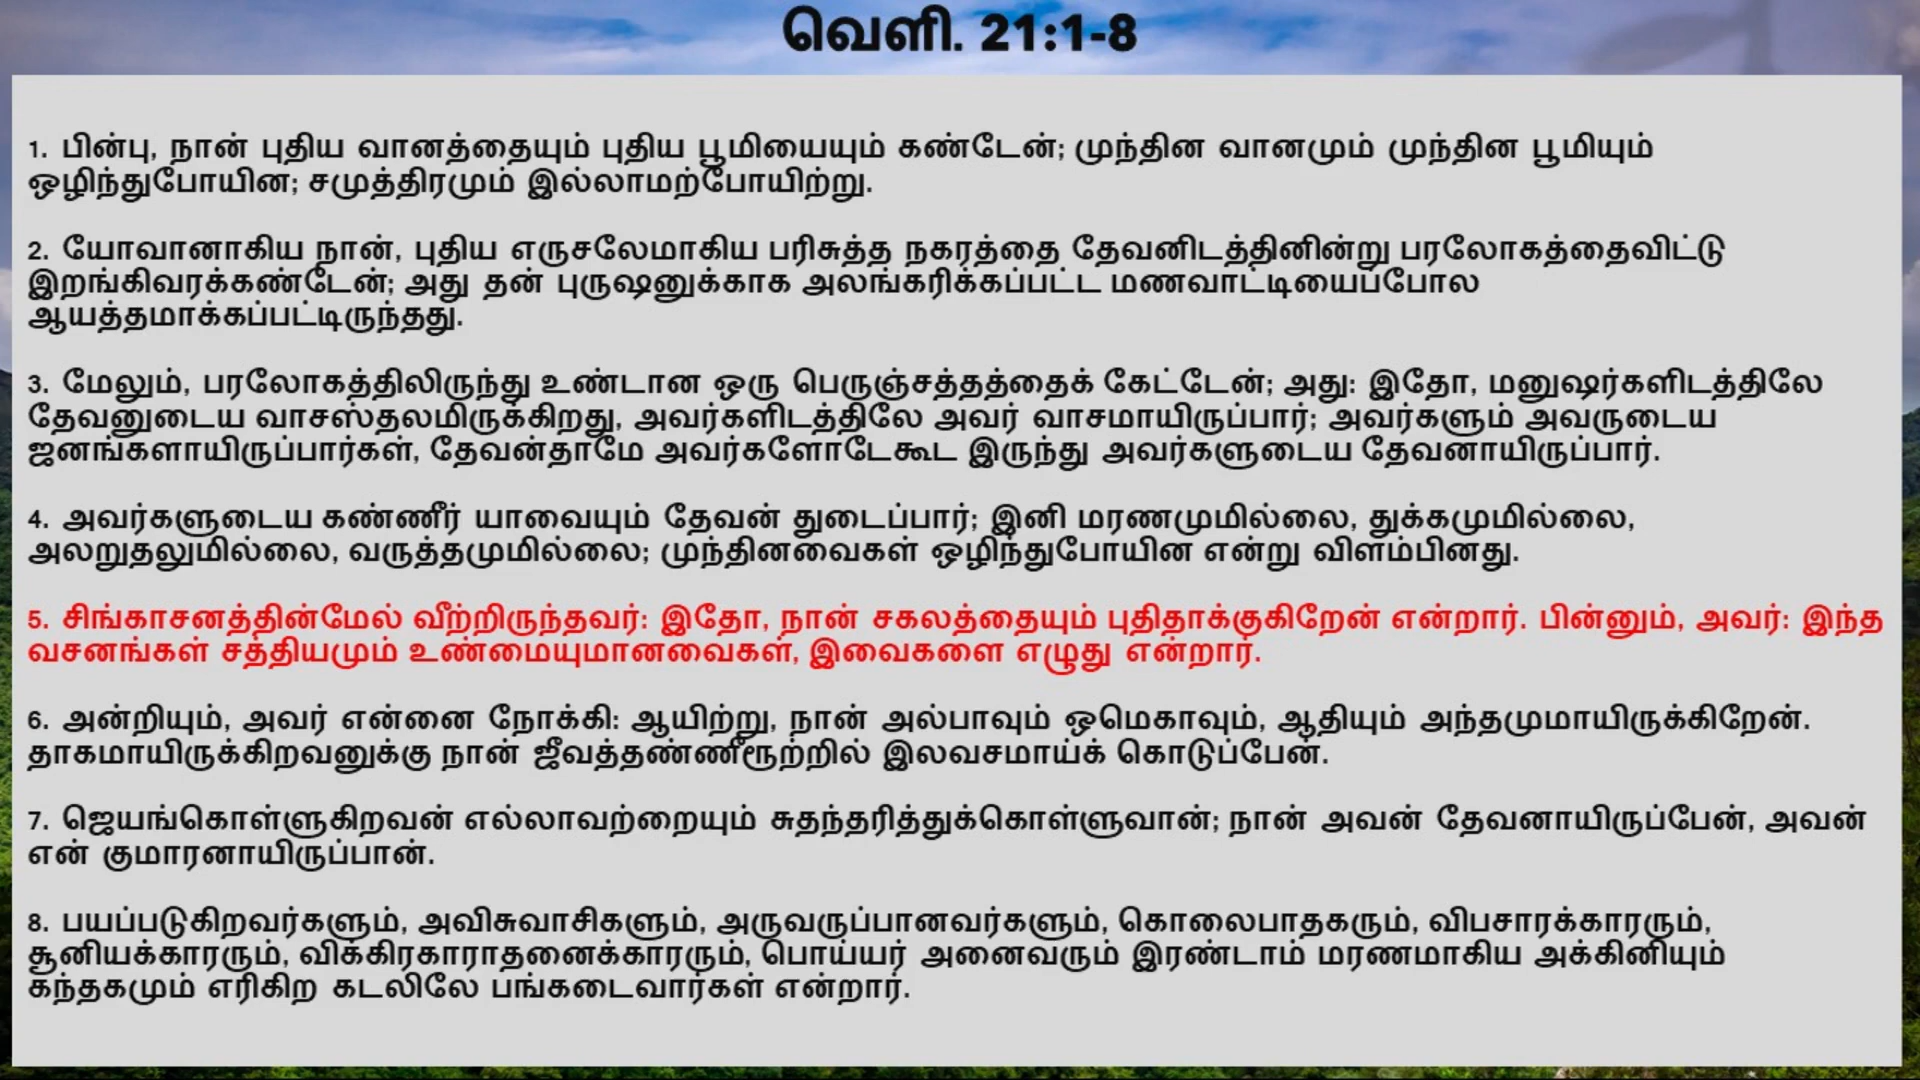 வெளி. 21:1-8
1. பின்பு, நான் புதிய வானத்தையும் புதிய பூமியையும் கண்டேன்; முந்தின வானமும் முந்தின பூமியும்
ஒழிந்துபோயின; சமுத்திரமும் இல்லாமற்போயிற்று.
2. யோவானாகிய நான், புதிய எருசலேமாகிய பரிசுத்த நகரத்தை தேவனிடத்தினின்று பரலோகத்தைவிட்டு
இறங்கிவரக்கண்டேன்; அது தன் புருஷனுக்காக அலங்கரிக்கப்பட்ட மணவாட்டியைப்போல
ஆயத்தமாக்கப்பட்டிருந்தது.
3. மேலும், பரலோகத்திலிருந்து உண்டான ஒரு பெருஞ்சத்தத்தைக் கேட்டேன்; அது: இதோ, மனுஷர்களிடத்திலே
தேவனுடைய வாசஸ்தலமிருக்கிறது, அவர்களிடத்திலே அவர் வாசமாயிருப்பார்; அவர்களும் அவருடைய
ஜனங்களாயிருப்பார்கள், தேவன்தாமே அவர்களோடேகூட இருந்து அவர்களுடைய தேவனாயிருப்பார்.
4. அவர்களுடைய கண்ணீர் யாவையும் தேவன் துடைப்பார்; இனி மரணமுமில்லை, துக்கமுமில்லை,
அலறுதலுமில்லை, வருத்தமுமில்லை; முந்தினவைகள் ஒழிந்துபோயின என்று விளம்பினது.
5. சிங்காசனத்தின்மேல் வீற்றிருந்தவர்: இதோ, நான் சகலத்தையும் புதிதாக்குகிறேன் என்றார். பின்னும், அவர்: இந்த
வசனங்கள் சத்தியமும் உண்மையுமானவைகள், இவைகளை எழுது என்றார்.
6. அன்றியும், அவர் என்னை நோக்கி: ஆயிற்று, நான் அல்பாவும் ஒமெகாவும், ஆதியும் அந்தமுமாயிருக்கிறேன்.
தாகமாயிருக்கிறவனுக்கு நான் ஜீவத்தண்ணீரூற்றில் இலவசமாய்க் கொடுப்பேன்.
7. ஜெயங்கொள்ளுகிறவன் எல்லாவற்றையும் சுதந்தரித்துக்கொள்ளுவான்; நான் அவன் தேவனாயிருப்பேன், அவன்
என் குமாரனாயிருப்பான்.
8. பயப்படுகிறவர்களும், அவிசுவாசிகளும், அருவருப்பானவர்களும், கொலைபாதகரும், விபசாரக்காரரும்,
சூனியக்காரரும், விக்கிரகாராதனைக்காரரும், பொய்யர் அனைவரும் இரண்டாம் மரணமாகிய அக்கினியும்
கந்தகமும் எரிகிற கடலிலே பங்கடைவார்கள் என்றார்.